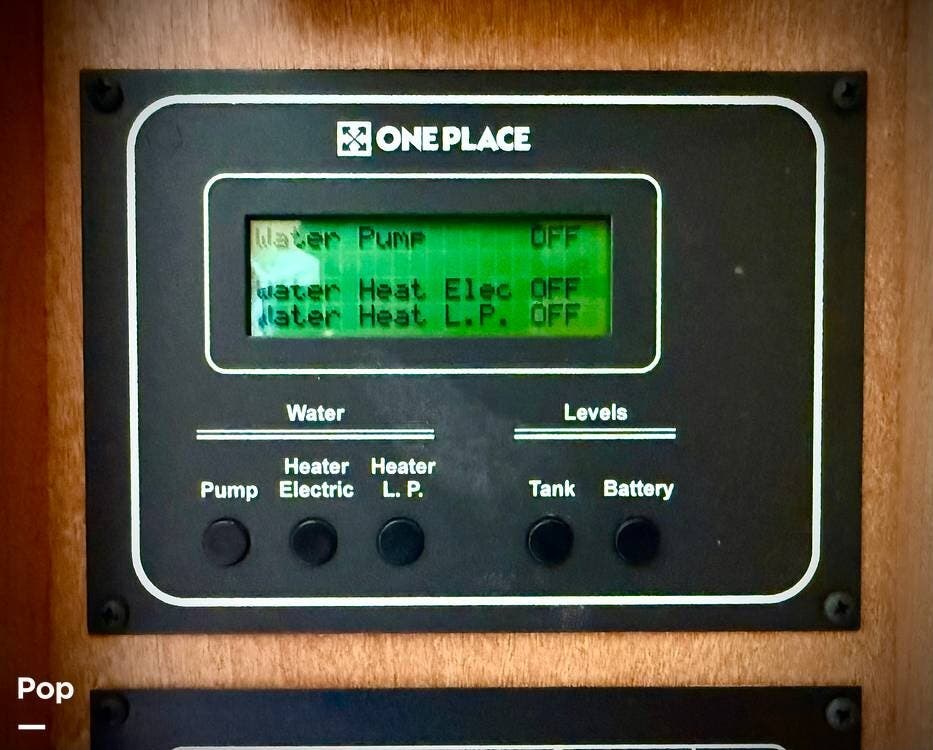 ONE PLACE
Water Pump OFF
Water Heat Elec OFF
Water Heat L.P. OFF
Water
Levels
Pump
Heater
Electric
Heater
L. P.
Tank
Battery
Pop